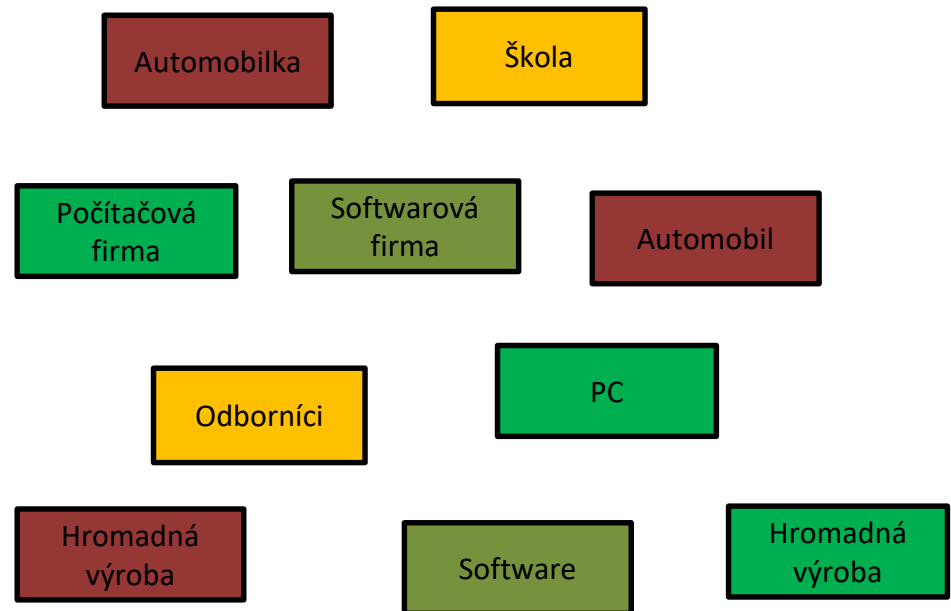 Automobilka
Škola
Počítačová
firma
Softwarová
firma
Automobil
Odborníci
PC
Hromadná
výroba
Software
Hromadná
výroba